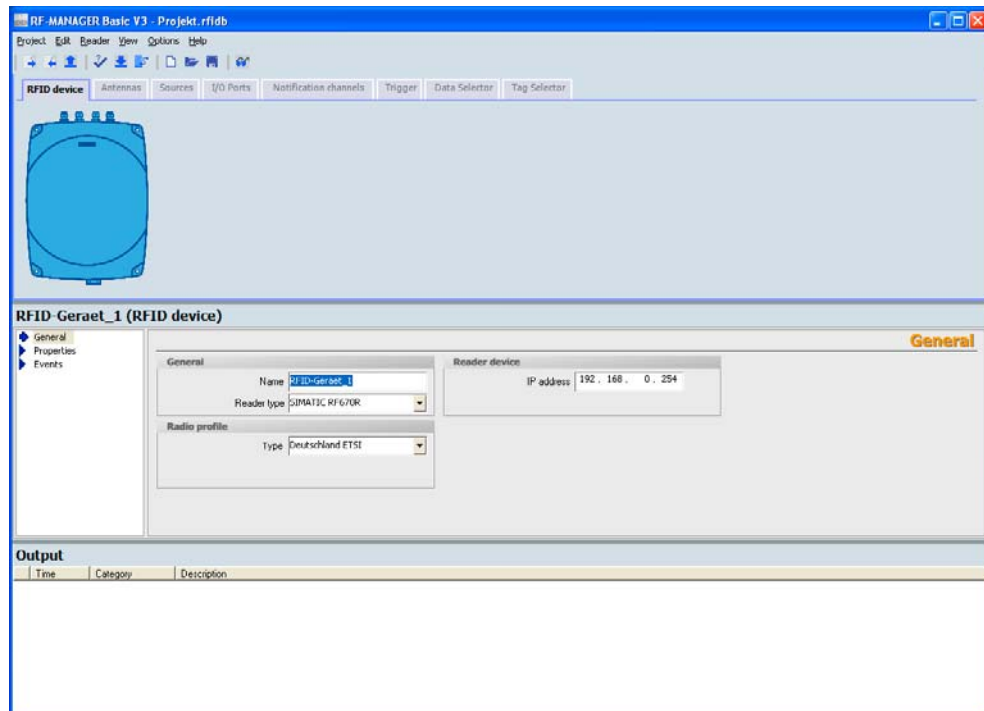 RF-MANAGER Basic V3 - Projekt.rfidb
Project Edit Reader View Options Help
RFID device Antennas Sources I/O Ports Notification channels Trigger Data Selector Tag Selector
RFID-Geraet_1 (RFID device)
General
Properties
Events
General
General
Name RFID-Geraet_1
Reader type SIMATIC RF670R
Radio profile
Type Deutschland ETSI
Reader device
IP address 192 . 168 . 0 . 254
Output
Time Category Description